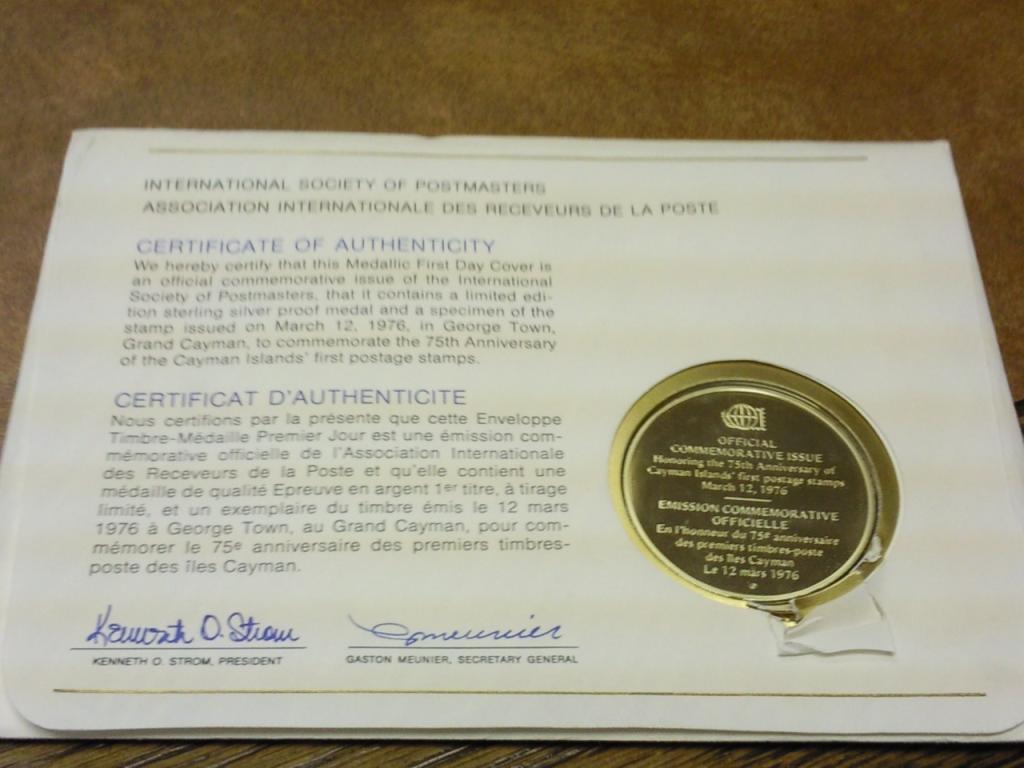 INTERNATIONAL SOCIETY OF POSTMASTERS
ASSOCIATION INTERNATIONALE DES RECEVEURS DE LA POSTE
CERTIFICATE OF AUTHENTICITY
We hereby certify that this Medallic First Day Cover is
an official commemorative issue of the International
Society of Postmasters, that it contains a limited edi-
tion sterling silver proof medal and a specimen of the
stamp issued on March 12, 1976, in George Town,
Grand Cayman, to commemorate the 75th Anniversary
of the Cayman Islands' first postage stamps.
CERTIFICAT D'AUTHENTICITE
Nous certifions par la présente que cette Enveloppe
Timbre-Médaille Premier Jour est une émission com-
mémorative officielle de l'Association Internationale
des Receveurs de la Poste et qu'elle contient une
médaille de qualité Epreuve en argent 1er titre, à tirage
limité, et un exemplaire du timbre émis le 12 mars
1976 à George Town, au Grand Cayman, pour com-
mémorer le 75e anniversaire des premiers timbres-
poste des îles Cayman.
Kenneth O. Strom
KENNETH O. STROM, PRESIDENT
G Meunier
GASTON MEUNIER, SECRETARY GENERAL
OFFICIAL
COMMEMORATIVE ISSUE
Honoring the 75th Anniversary of
Cayman Islands' first postage stamps
March 12, 1976
EMISSION COMMEMORATIVE
OFFICIELLE
En l'honneur du 75e anniversaire
des premiers timbres-poste
des Iles Cayman
Le 12 mars 1976